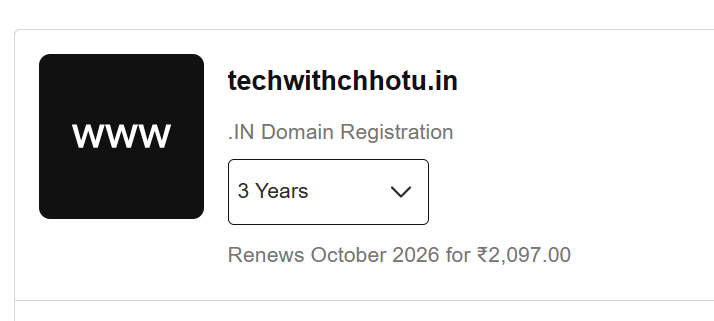 www
techwithchhotu.in
.IN Domain Registration
3 Years
Renews October 2026 for ₹2,097.00